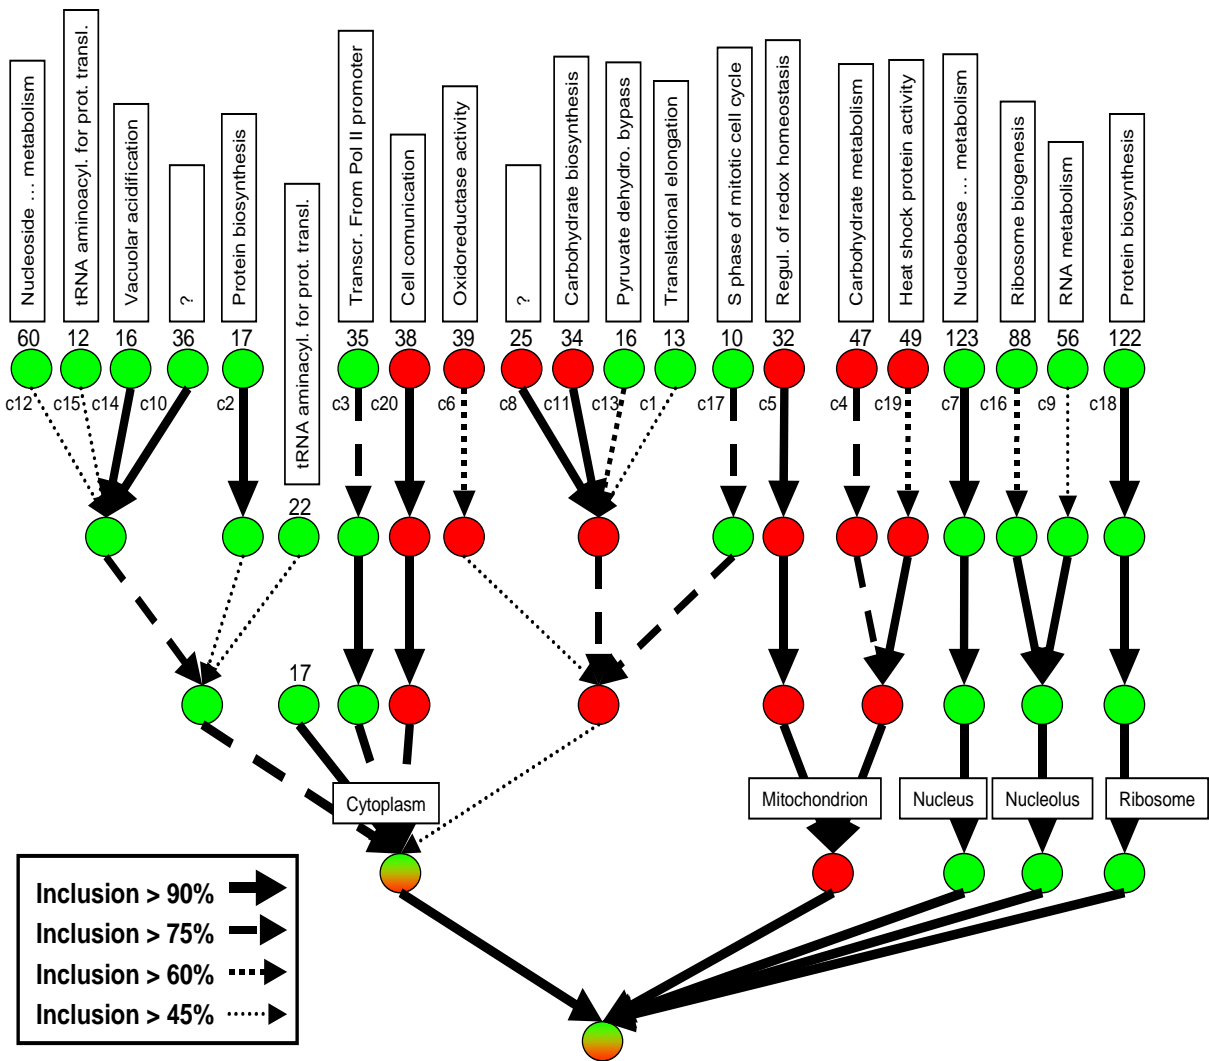 Nucleoside … metabolism
tRNA aminoacyl. for prot. transl.
Vacuolar acidification
?
Protein biosynthesis
tRNA aminacyl. for prot. transl.
Transcr. From Pol II promoter
Cell comunication
Oxidoreductase activity
?
Carbohydrate biosynthesis
Pyruvate dehydro. bypass
Translational elongation
S phase of mitotic cell cycle
Regul. of redox homeostasis
Carbohydrate metabolism
Heat shock protein activity
Nucleobase … metabolism
Ribosome biogenesis
RNA metabolism
Protein biosynthesis
60 12 16 36 17 35 38 39 25 34 16 13 10 32 47 49 123 88 56 122
c12 c15 c14 c10 c2 c3 c20 c6 c8 c11 c13 c1 c17 c5 c4 c19 c7 c16 c9 c18
22
17
Cytoplasm Mitochondrion Nucleus Nucleolus Ribosome
Inclusion > 90%
Inclusion > 75%
Inclusion > 60%
Inclusion > 45%